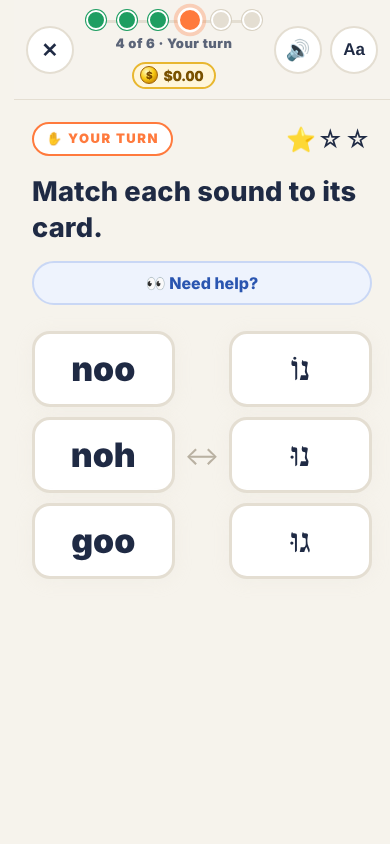 4 of 6 · Your turn
$ $0.00
Aa
YOUR TURN
Match each sound to its
card.
Need help?
noo
נוֹ
noh
נוּ
goo
גוּ